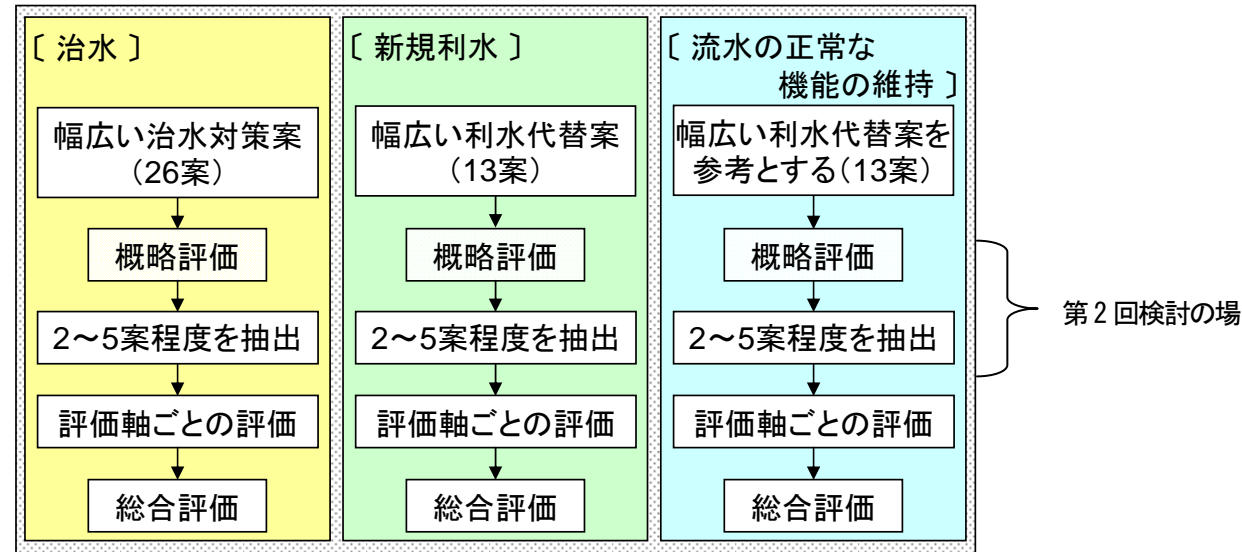 〔 治水 〕
幅広い治水対策案
（26案）
概略評価
2～5案程度を抽出
評価軸ごとの評価
総合評価
〔 新規利水 〕
幅広い利水代替案
（13案）
概略評価
2～5案程度を抽出
評価軸ごとの評価
総合評価
〔 流水の正常な
機能の維持 〕
幅広い利水代替案を
参考とする（13案）
概略評価
2～5案程度を抽出
評価軸ごとの評価
総合評価
第2回検討の場